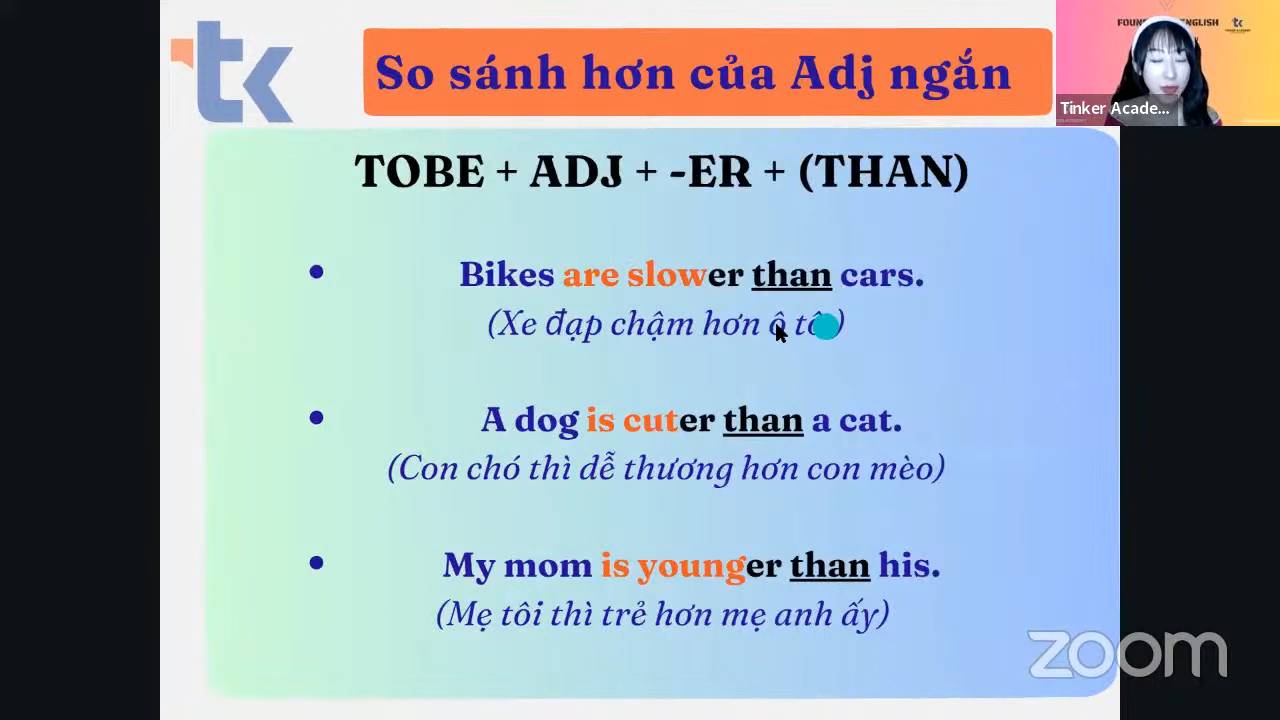 tk
So sánh hơn của Adj ngắn
TOBE + ADJ + -ER + (THAN)
• Bikes are slower than cars.
(Xe đạp chậm hơn ô tô)
• A dog is cuter than a cat.
(Con chó thì dễ thương hơn con mèo)
• My mom is younger than his.
(Mẹ tôi thì trẻ hơn mẹ anh ấy)
Tinker Acade...
zoom